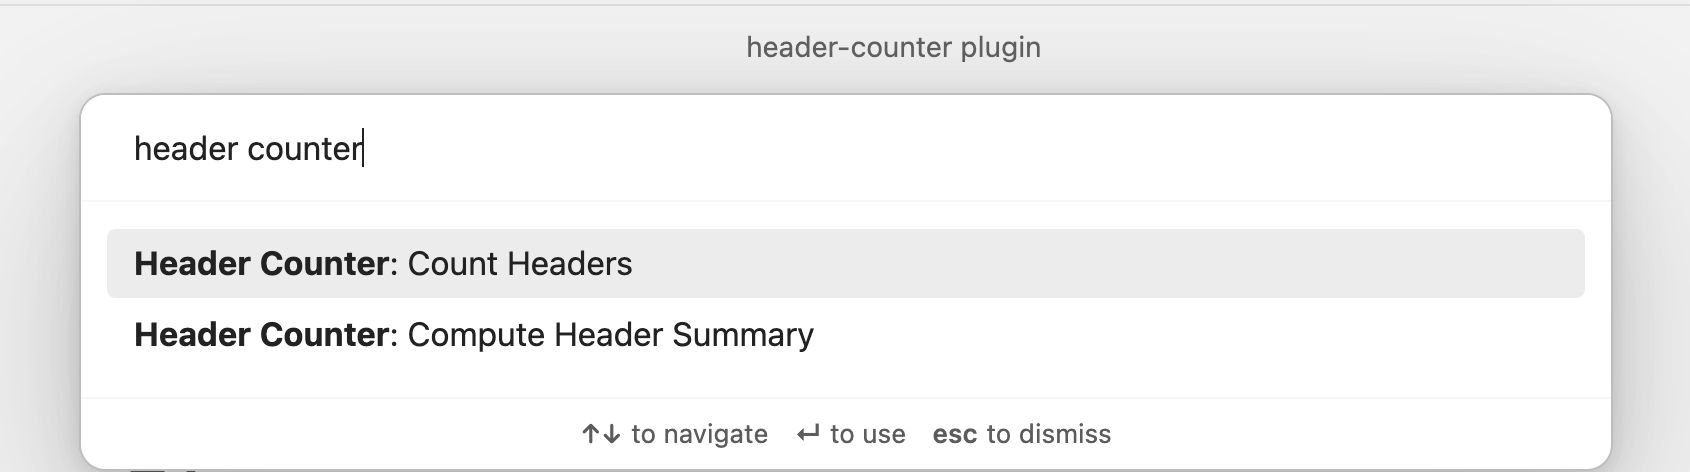 header-counter plugin
header counter
Header Counter: Count Headers
Header Counter: Compute Header Summary
↑↓ to navigate ↵ to use esc to dismiss